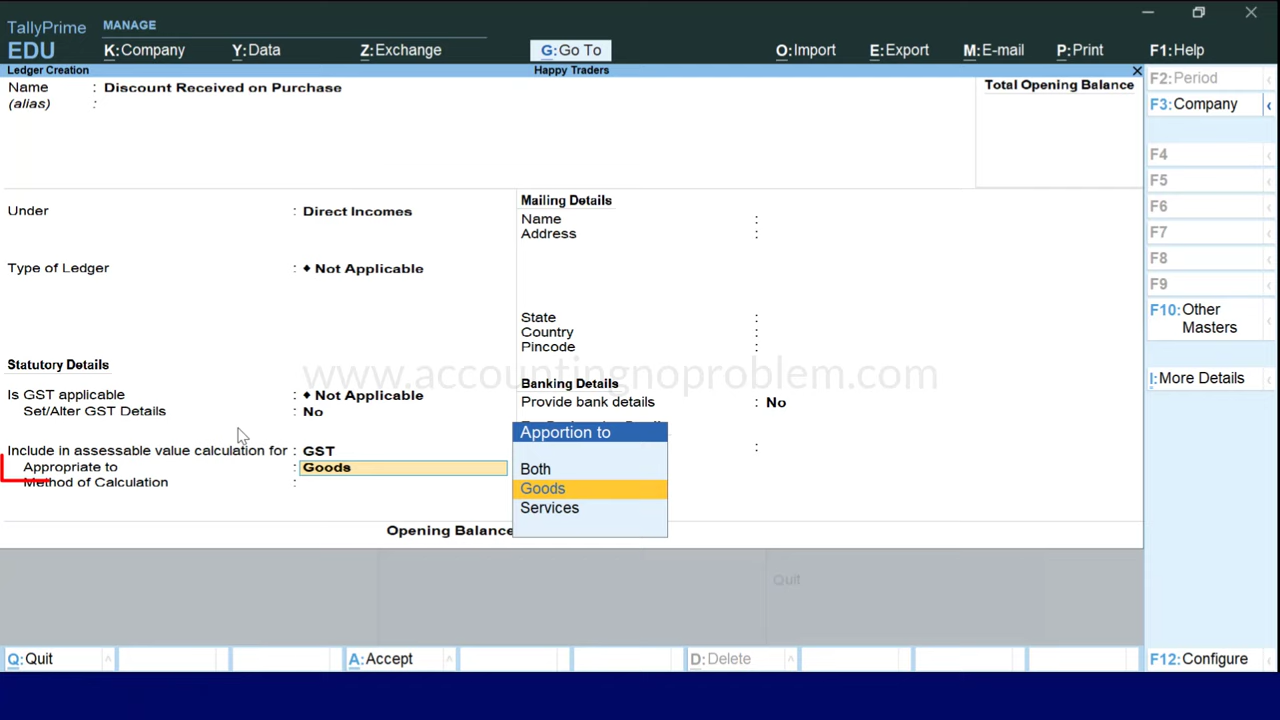 TallyPrime
EDU
MANAGE
K:Company
Y:Data
Z:Exchange
G:Go To
O:Import
E:Export
M:E-mail
P:Print
F1:Help
Ledger Creation
Happy Traders
Name : Discount Received on Purchase
(alias) :
Total Opening Balance
Under : Direct Incomes
Type of Ledger : ♦ Not Applicable
Statutory Details
Is GST applicable : ♦ Not Applicable
Set/Alter GST Details : No
Include in assessable value calculation for : GST
Appropriate to : Goods
Method of Calculation :
Mailing Details
Name :
Address :
State :
Country :
Pincode :
Banking Details
Provide bank details : No
:
Apportion to
Both
Goods
Services
Opening Balance
www.accountingnoproblem.com
Quit
F2:Period
F3:Company
F4
F5
F6
F7
F8
F9
F10:Other
Masters
I:More Details
Q:Quit
A:Accept
D:Delete
F12:Configure